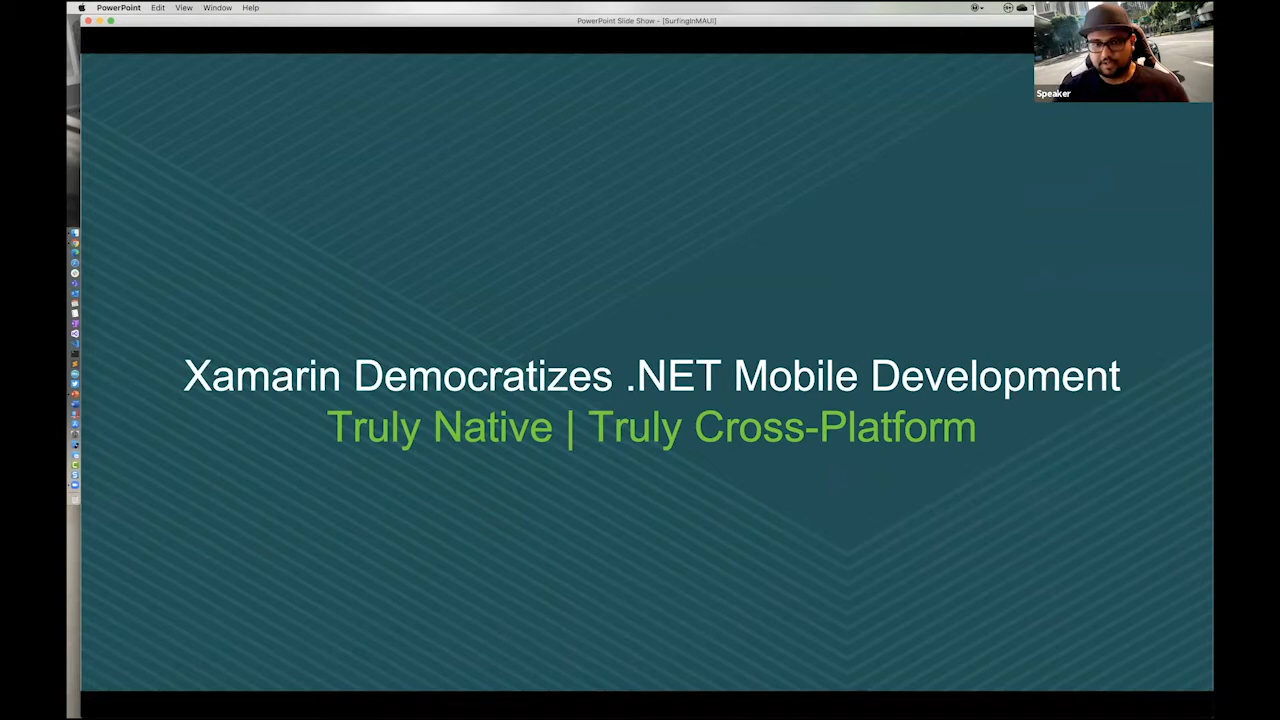 PowerPoint Edit View Window Help
PowerPoint Slide Show - [SurfingInMAUI]
Speaker
Xamarin Democratizes .NET Mobile Development
Truly Native | Truly Cross-Platform